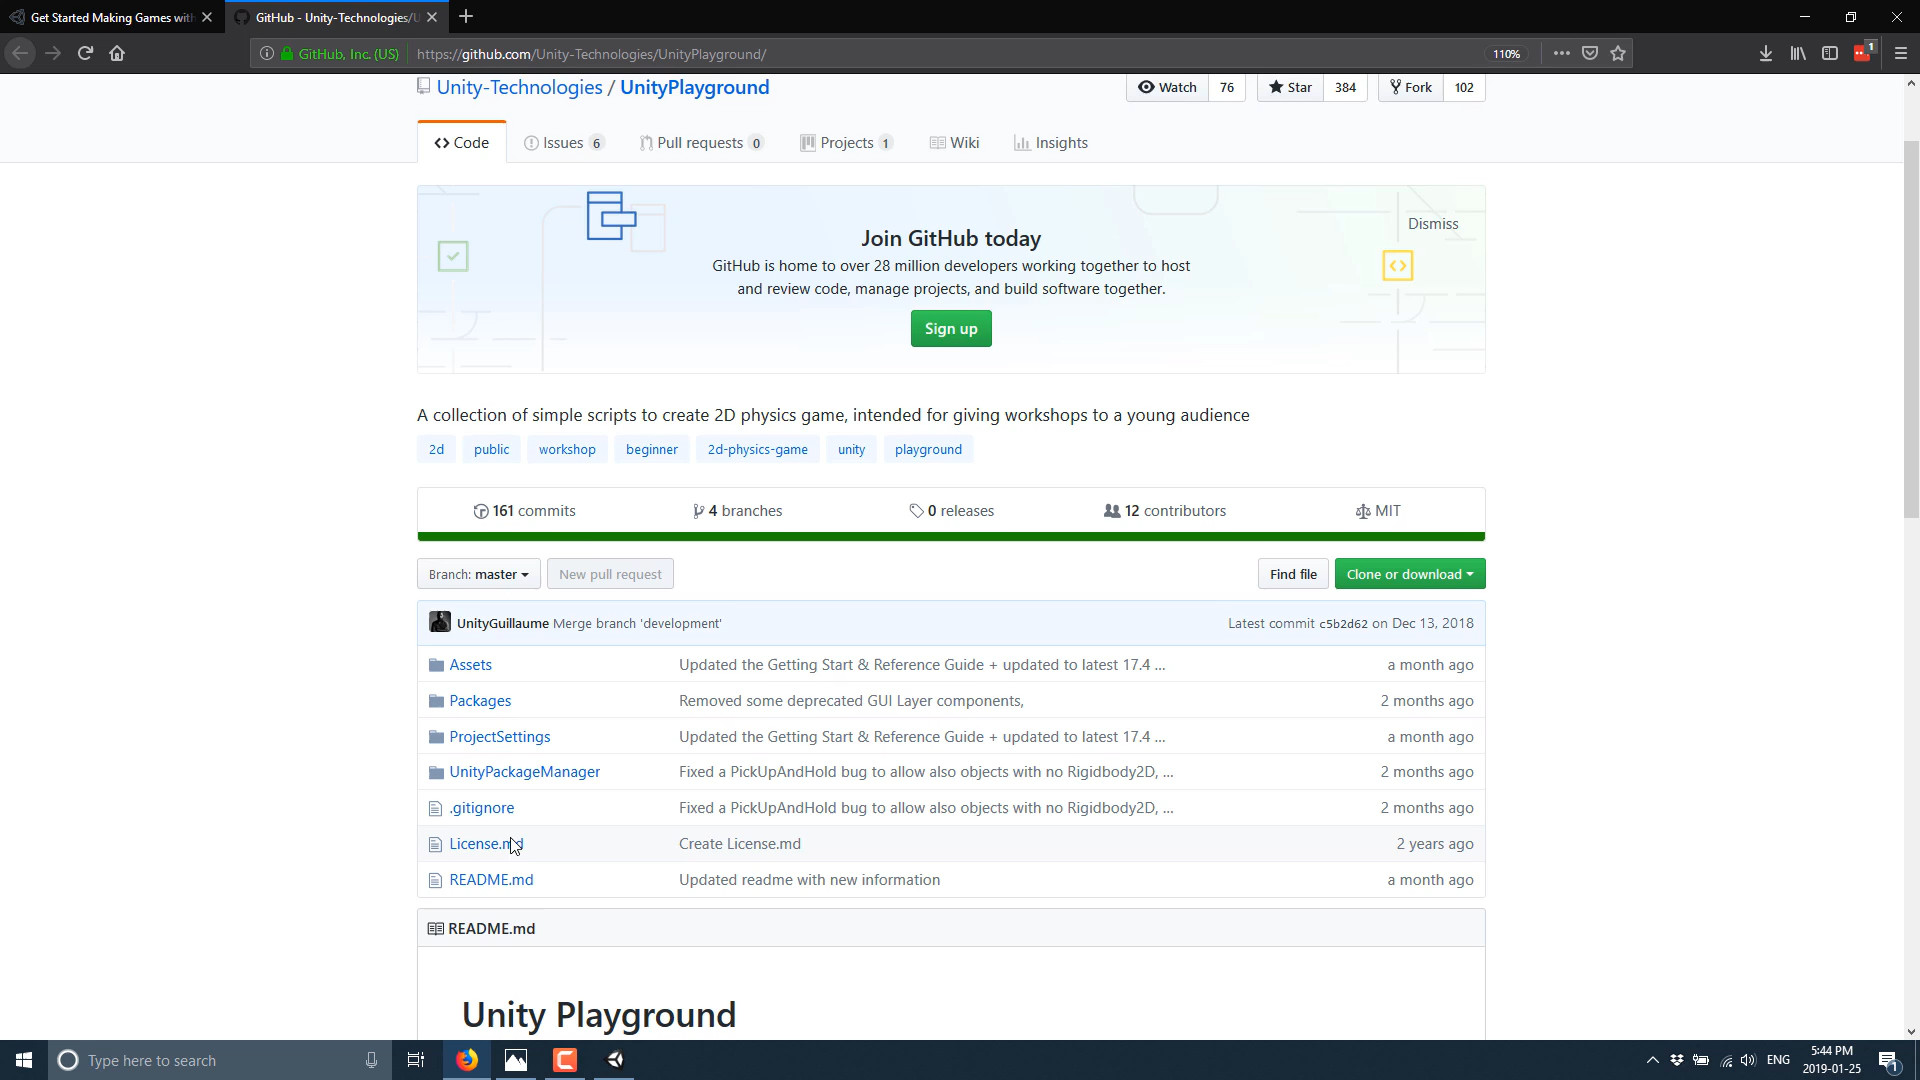 Get Started Making Games with
GitHub - Unity-Technologies/U
GitHub, Inc. (US)
https://github.com/Unity-Technologies/UnityPlayground/
110%
1
Unity-Technologies / UnityPlayground
Watch 76
Star 384
Fork 102
Code
Issues 6
Pull requests 0
Projects 1
Wiki
Insights
Dismiss
Join GitHub today
GitHub is home to over 28 million developers working together to host
and review code, manage projects, and build software together.
Sign up
A collection of simple scripts to create 2D physics game, intended for giving workshops to a young audience
2d public workshop beginner 2d-physics-game unity playground
161 commits
4 branches
0 releases
12 contributors
MIT
Branch: master
New pull request
Find file
Clone or download
UnityGuillaume Merge branch 'development' Latest commit c5b2d62 on Dec 13, 2018
Assets Updated the Getting Start & Reference Guide + updated to latest 17.4 ... a month ago
Packages Removed some deprecated GUI Layer components, 2 months ago
ProjectSettings Updated the Getting Start & Reference Guide + updated to latest 17.4 ... a month ago
UnityPackageManager Fixed a PickUpAndHold bug to allow also objects with no Rigidbody2D, ... 2 months ago
.gitignore Fixed a PickUpAndHold bug to allow also objects with no Rigidbody2D, ... 2 months ago
License.md Create License.md 2 years ago
README.md Updated readme with new information a month ago
README.md
Unity Playground
Type here to search
ENG
5:44 PM
2019-01-25
1